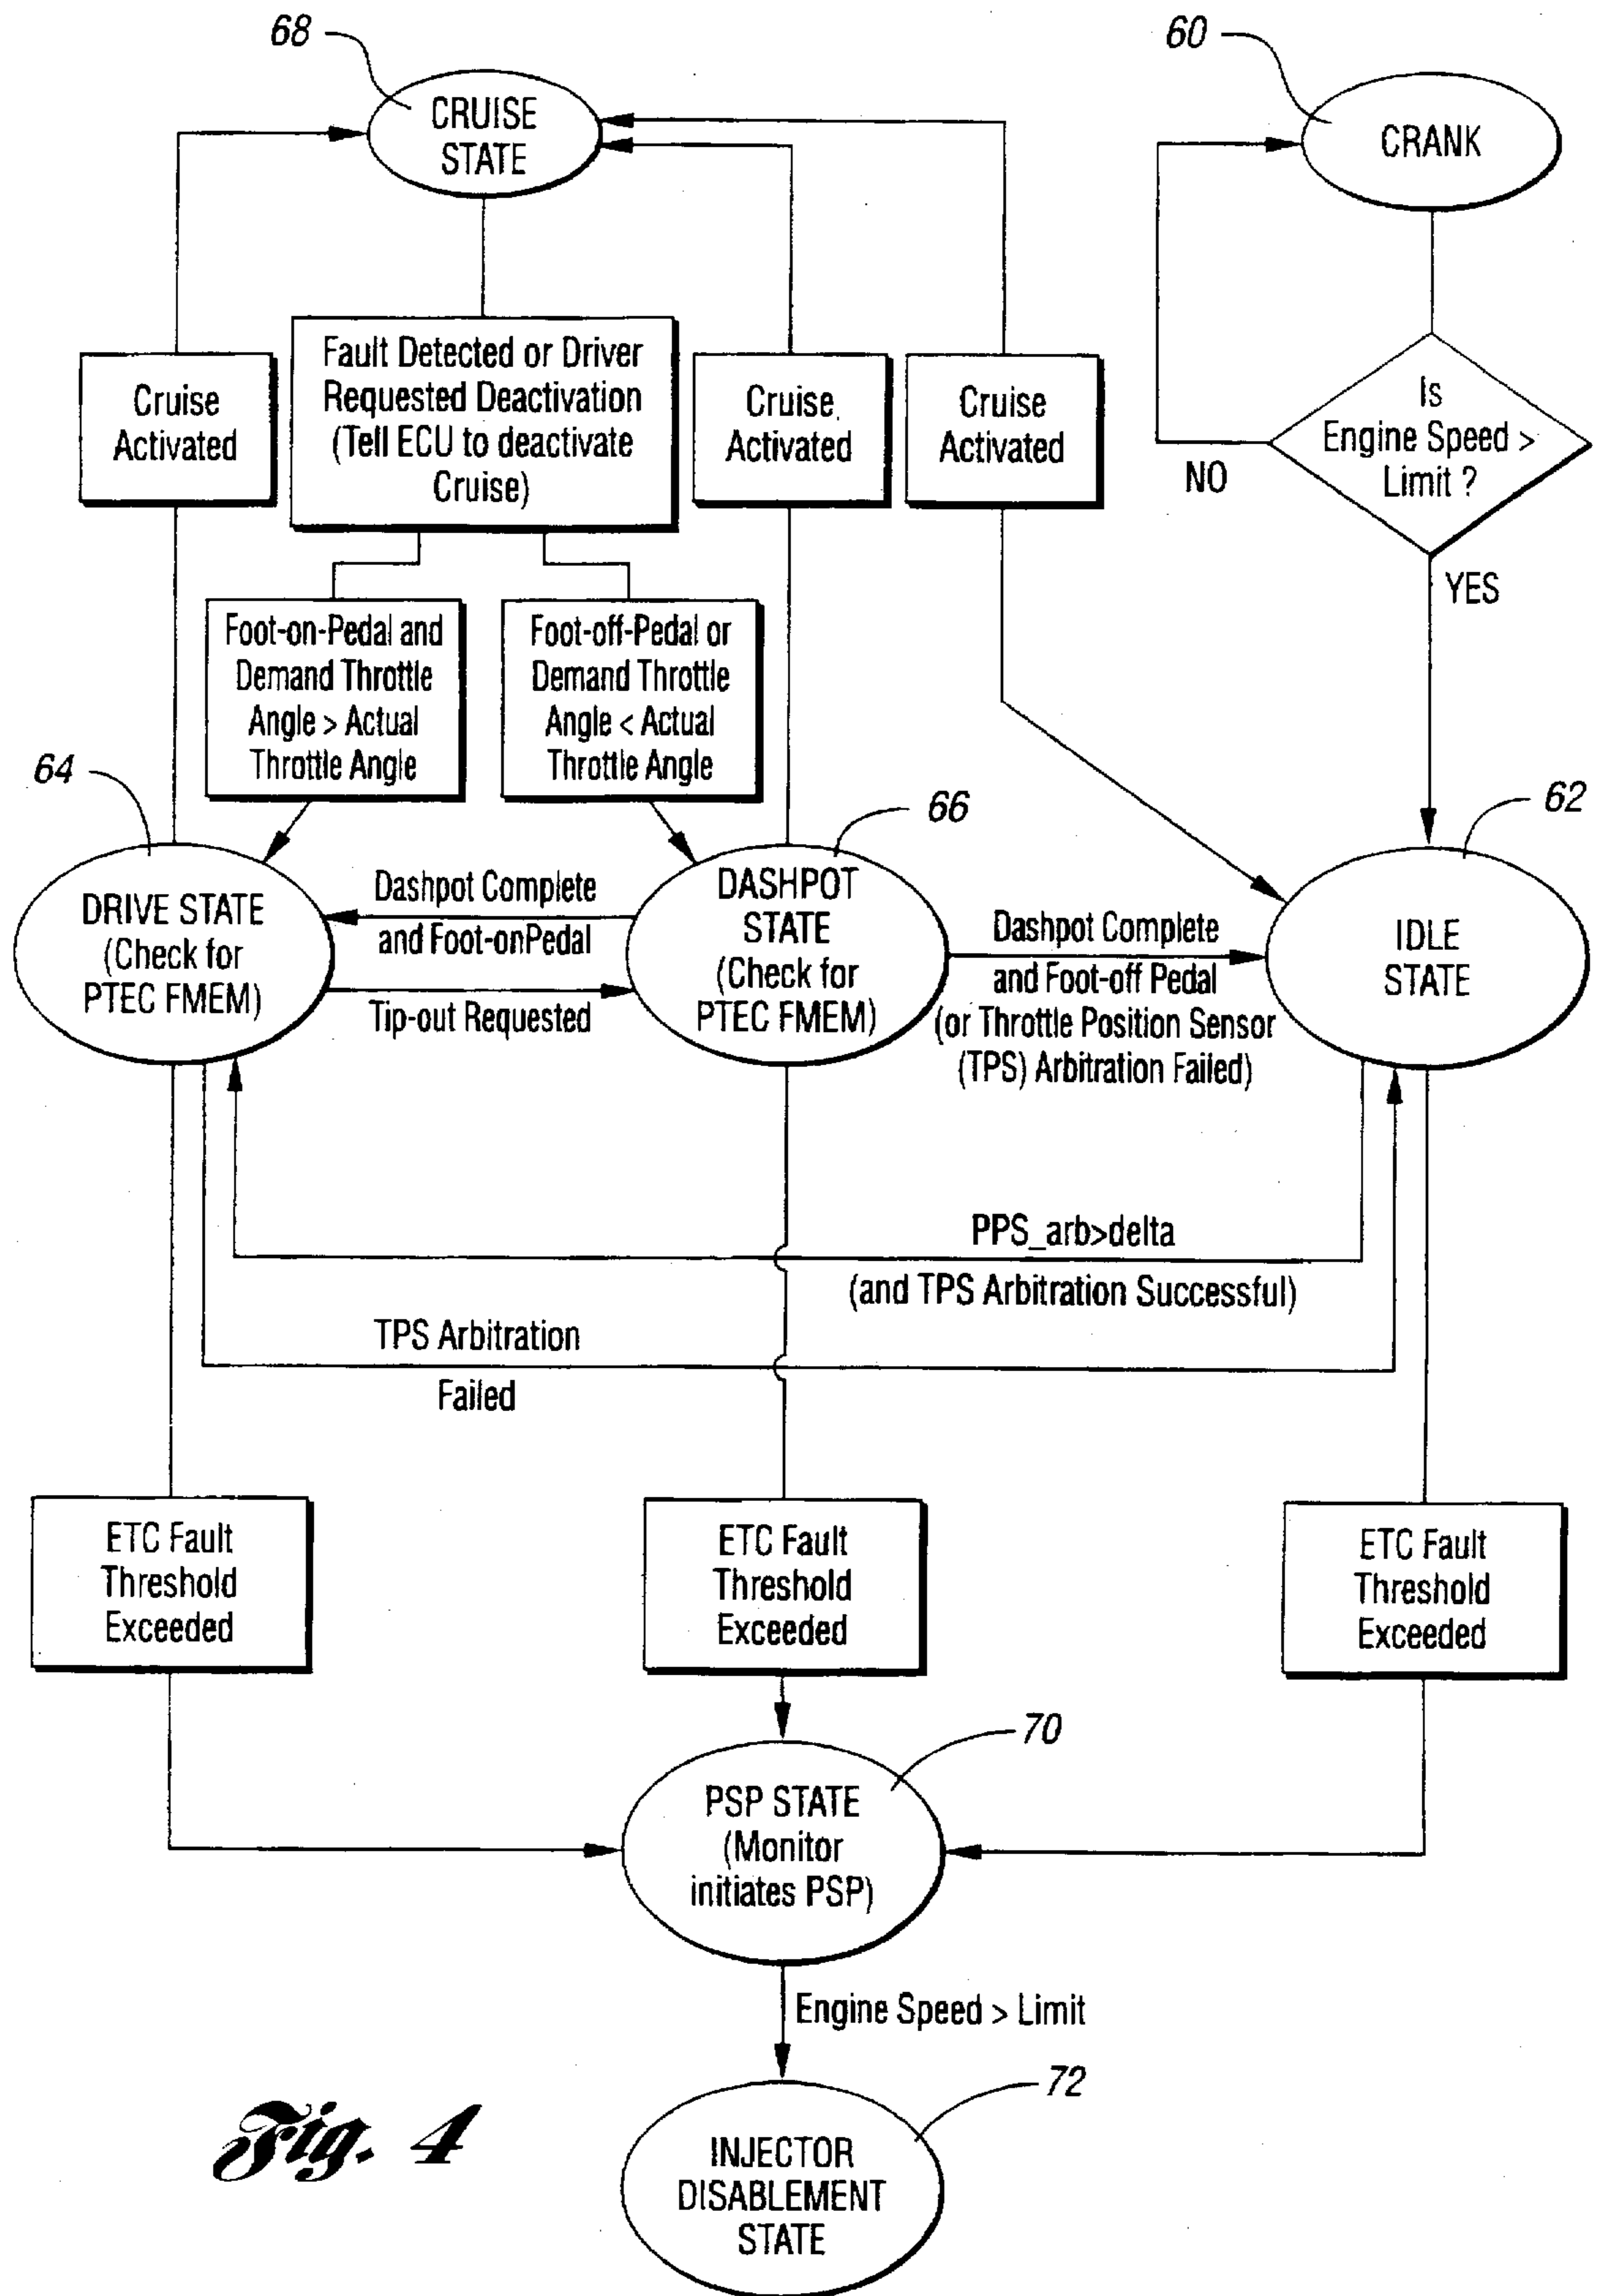 68
CRUISE
STATE
60
CRANK
Cruise
Activated
Fault Detected or Driver
Requested Deactivation
(Tell ECU to deactivate
Cruise)
Cruise
Activated
Cruise
Activated
Is
Engine Speed >
Limit ?
NO
YES
Foot-on-Pedal and
Demand Throttle
Angle > Actual
Throttle Angle
Foot-off-Pedal or
Demand Throttle
Angle < Actual
Throttle Angle
64
66
62
DRIVE STATE
(Check for
PTEC FMEM)
Dashpot Complete
and Foot-onPedal
Tip-out Requested
DASHPOT
STATE
(Check for
PTEC FMEM)
Dashpot Complete
and Foot-off Pedal
(or Throttle Position Sensor
(TPS) Arbitration Failed)
IDLE
STATE
PPS_arb>delta
(and TPS Arbitration Successful)
TPS Arbitration
Failed
ETC Fault
Threshold
Exceeded
ETC Fault
Threshold
Exceeded
ETC Fault
Threshold
Exceeded
70
PSP STATE
(Monitor
initiates PSP)
Engine Speed > Limit
72
INJECTOR
DISABLEMENT
STATE
Fig. 4